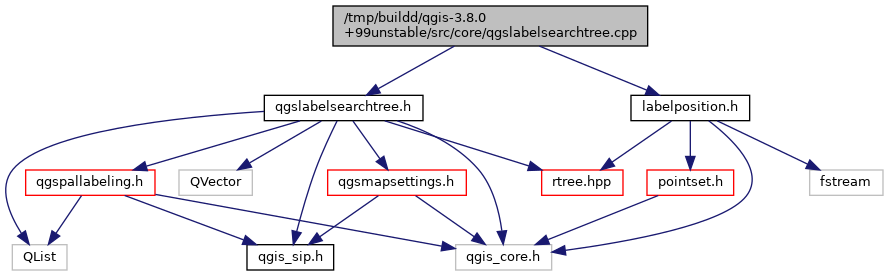 /tmp/buildd/qgis-3.8.0
+99unstable/src/core/qgslabelsearchtree.cpp
qgslabelsearchtree.h
labelposition.h
qgspallabeling.h
QVector
qgsmapsettings.h
rtree.hpp
pointset.h
fstream
QList
qgis_sip.h
qgis_core.h